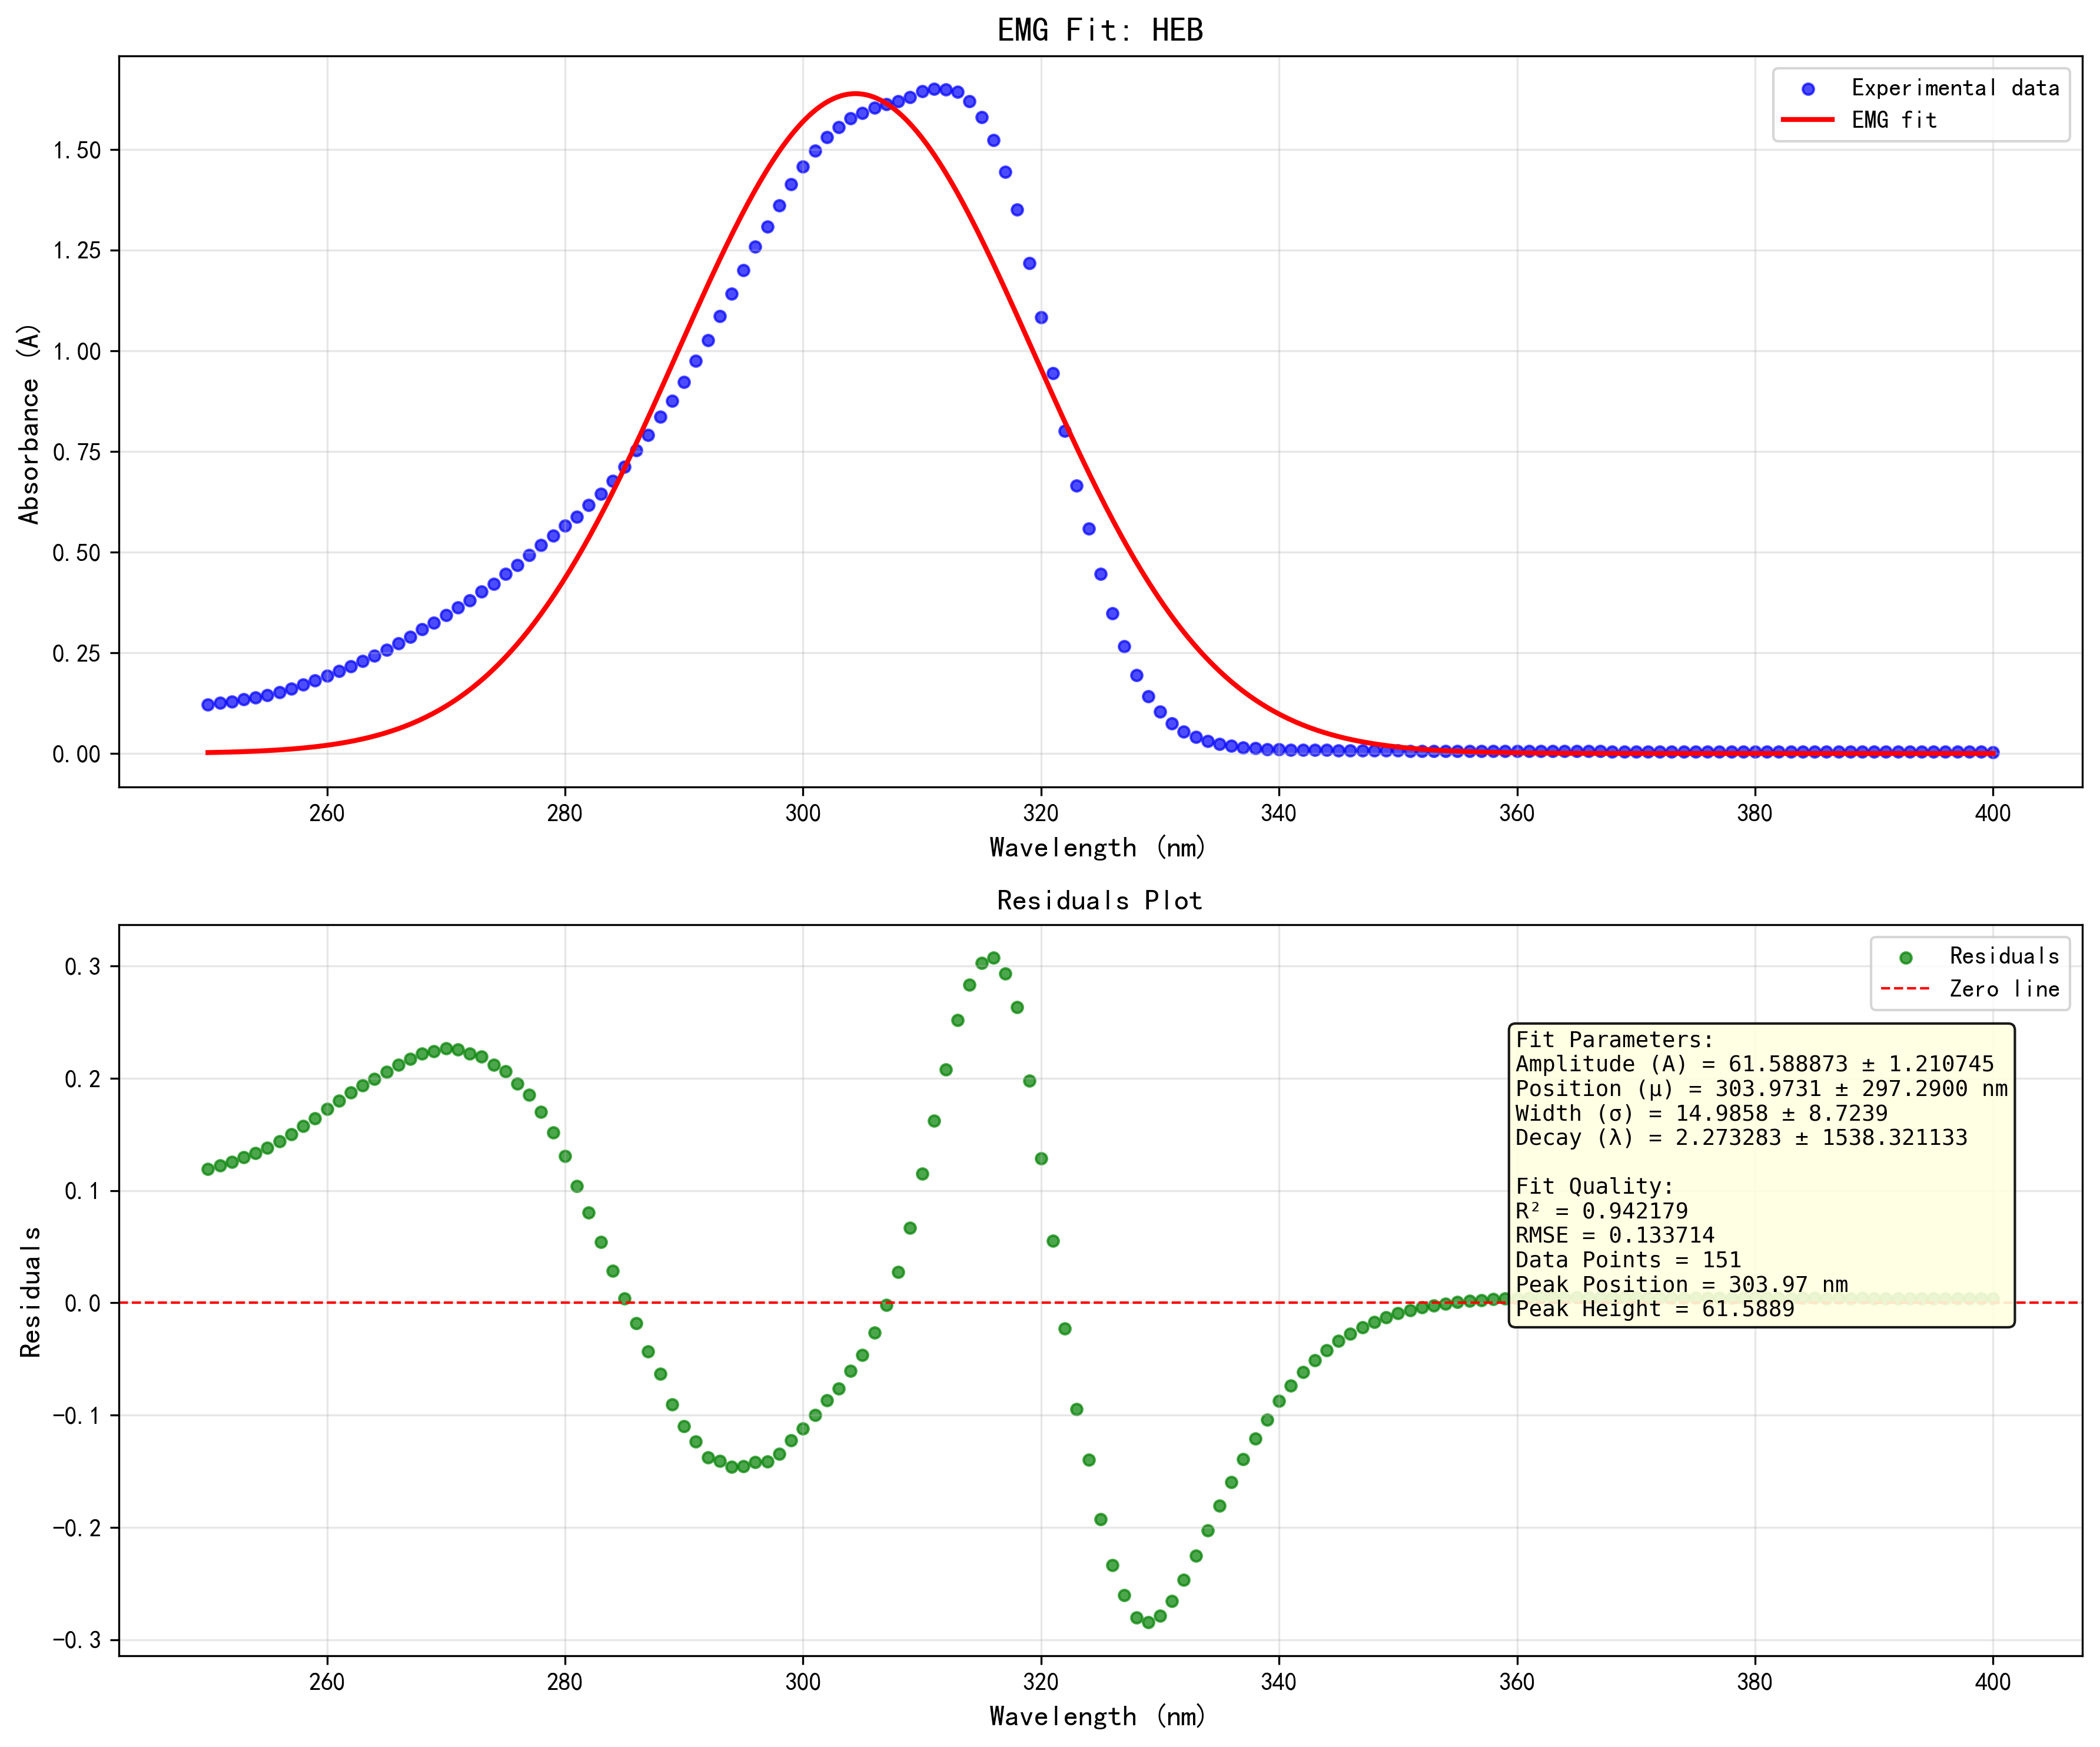 EMG Fit: HEB
Experimental data
EMG fit
Absorbance (A)
1.50
1.25
1.00
0.75
0.50
0.25
0.00
260 280 300 320 340 360 380 400
Wavelength (nm)
Residuals Plot
Residuals
Zero line
Residuals
0.3
0.2
0.1
0.0
−0.1
−0.2
−0.3
Fit Parameters:
Amplitude (A) = 61.588873 ± 1.210745
Position (μ) = 303.9731 ± 297.2900 nm
Width (σ) = 14.9858 ± 8.7239
Decay (λ) = 2.273283 ± 1538.321133
Fit Quality:
R² = 0.942179
RMSE = 0.133714
Data Points = 151
Peak Position = 303.97 nm
Peak Height = 61.5889
260 280 300 320 340 360 380 400
Wavelength (nm)